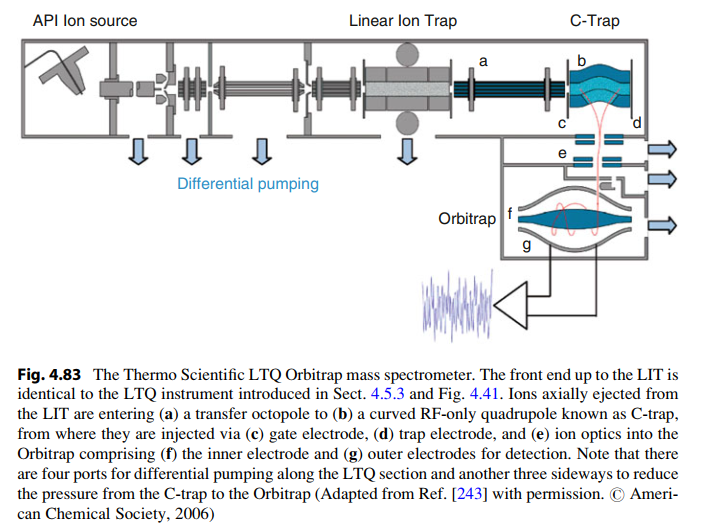 API Ion source
Linear Ion Trap
C-Trap
a
b
c
d
e
Differential pumping
Orbitrap
f
g
Fig. 4.83 The Thermo Scientific LTQ Orbitrap mass spectrometer. The front end up to the LIT is
identical to the LTQ instrument introduced in Sect. 4.5.3 and Fig. 4.41. Ions axially ejected from
the LIT are entering (a) a transfer octopole to (b) a curved RF-only quadrupole known as C-trap,
from where they are injected via (c) gate electrode, (d) trap electrode, and (e) ion optics into the
Orbitrap comprising (f) the inner electrode and (g) outer electrodes for detection. Note that there
are four ports for differential pumping along the LTQ section and another three sideways to reduce
the pressure from the C-trap to the Orbitrap (Adapted from Ref. [243] with permission. © Ameri-
can Chemical Society, 2006)